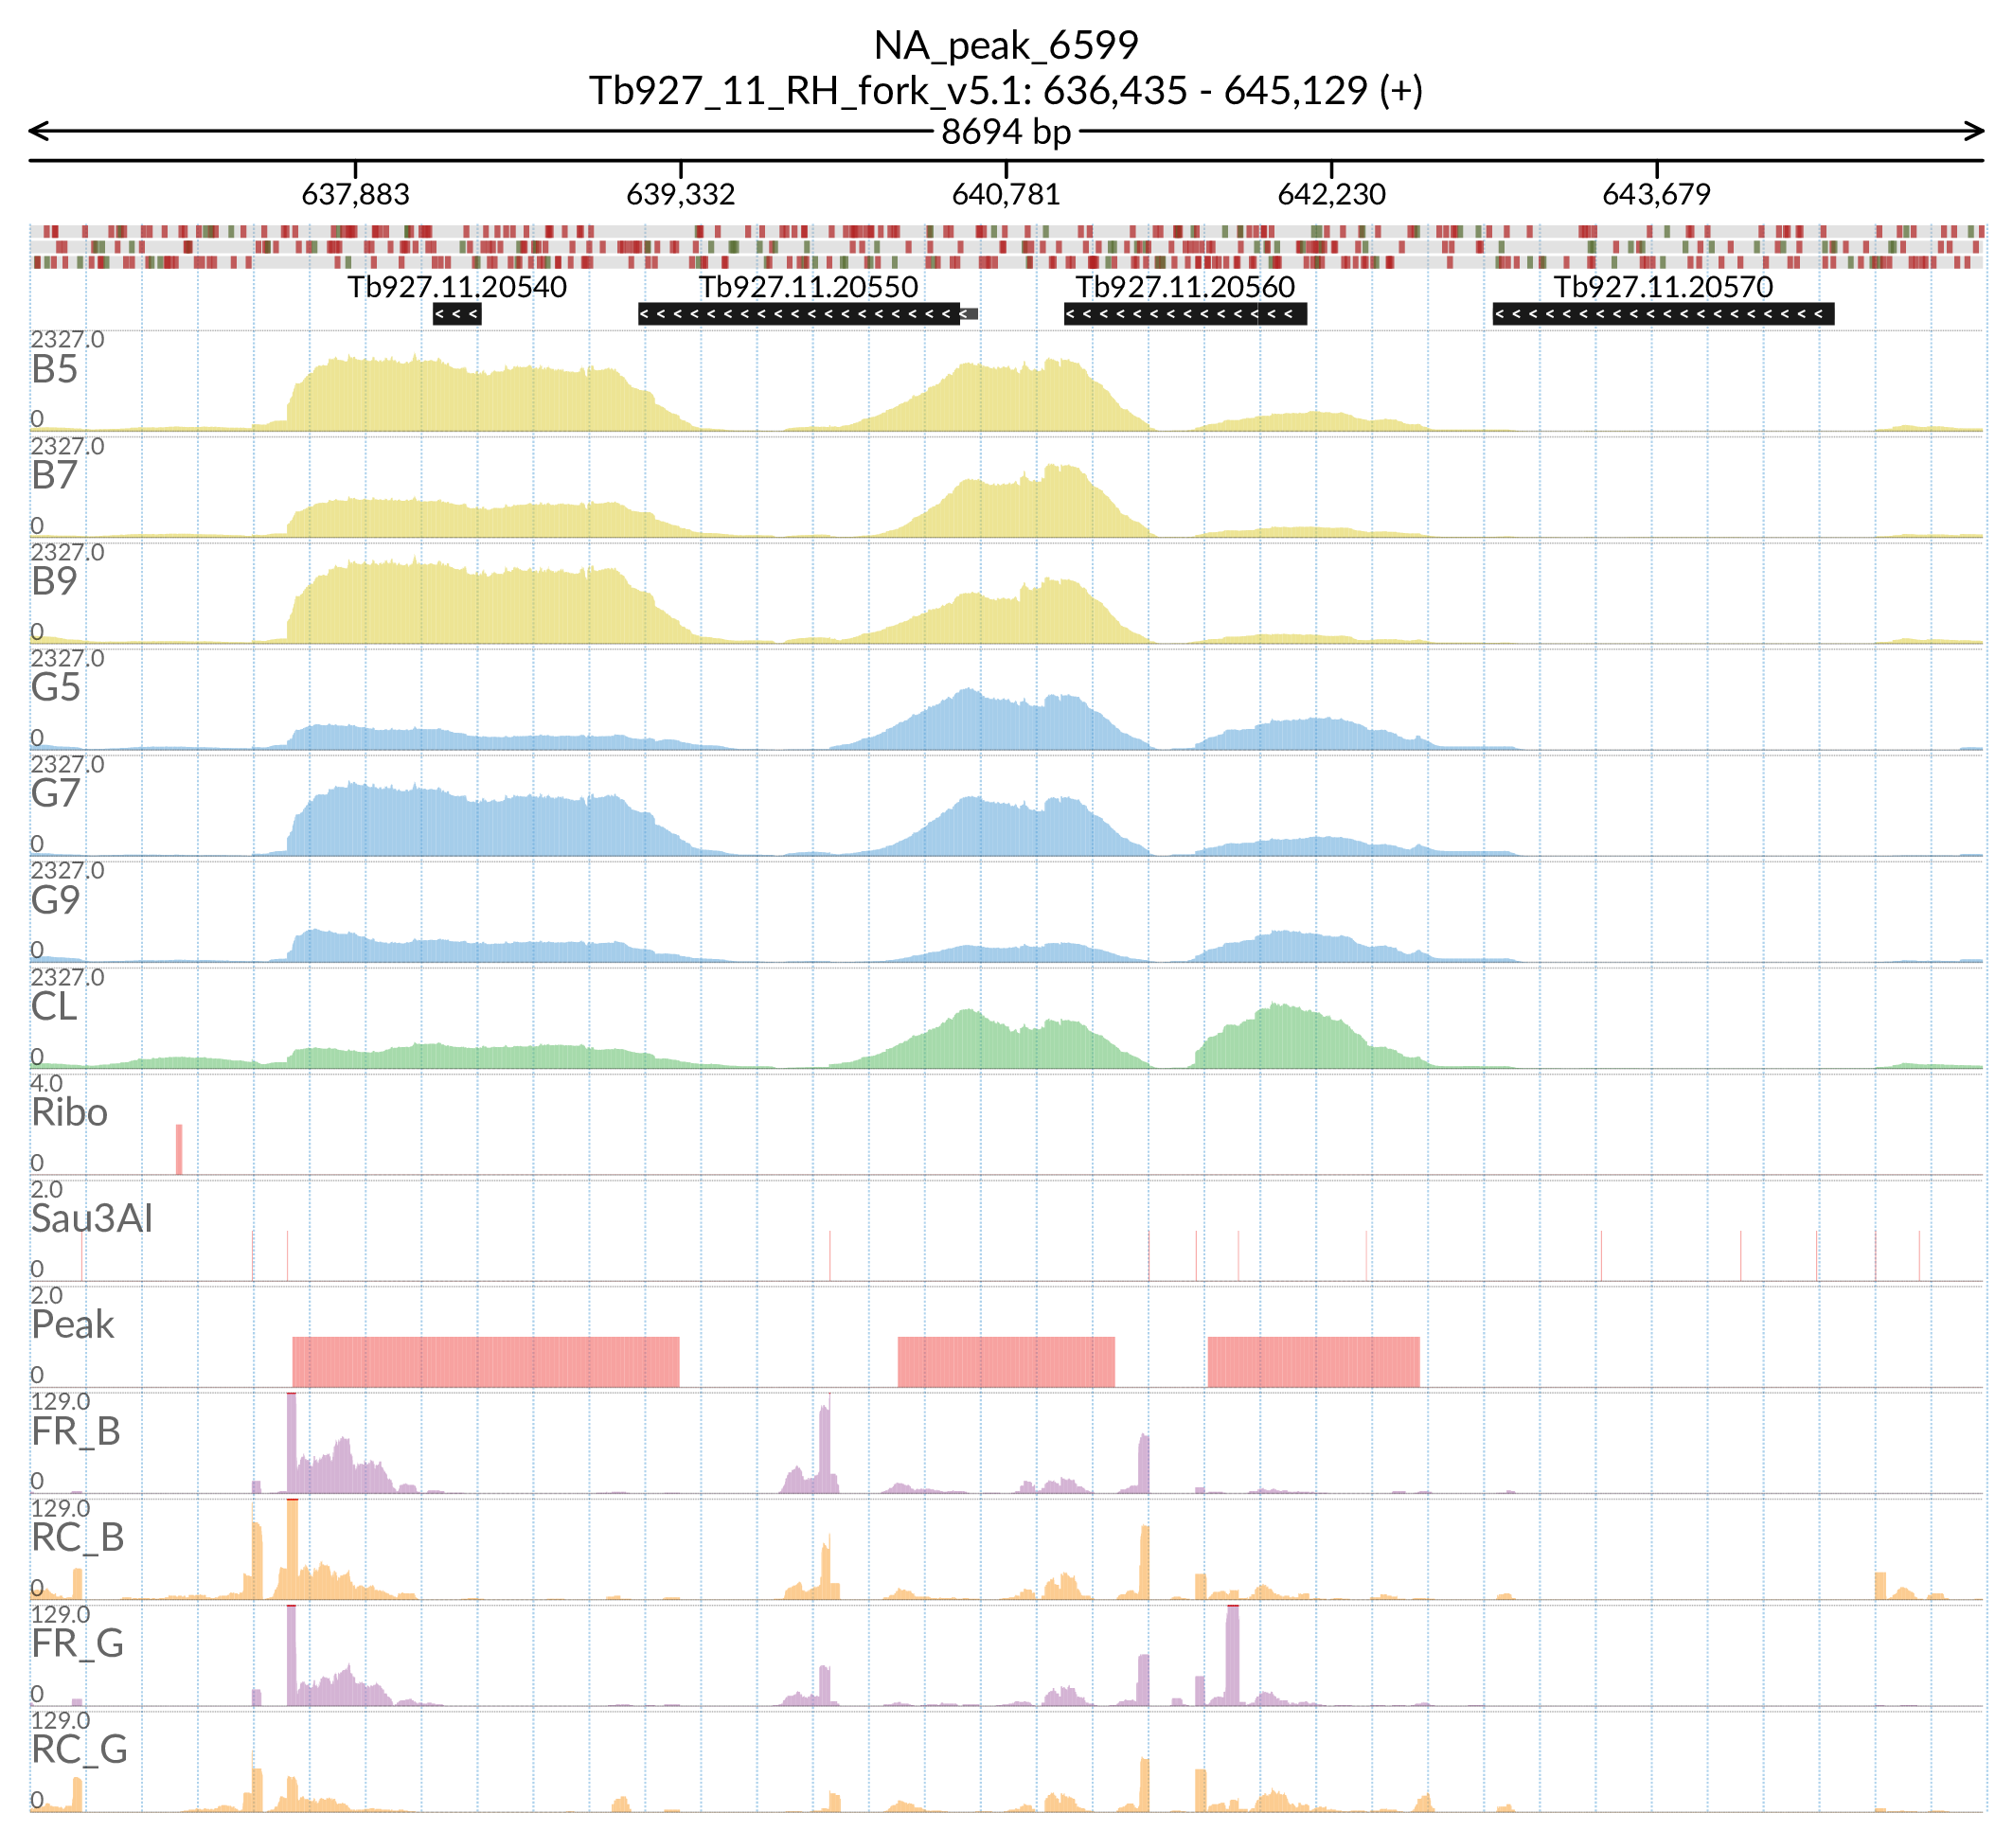 NA_peak_6599
Tb927_11_RH_fork_v5.1: 636,435 - 645,129 (+)
8694 bp
637,883 639,332 640,781 642,230 643,679
Tb927.11.20540 Tb927.11.20550 Tb927.11.20560 Tb927.11.20570
2327.0
B5
0
2327.0
B7
0
2327.0
B9
0
2327.0
G5
0
2327.0
G7
0
2327.0
G9
0
2327.0
CL
0
4.0
Ribo
0
2.0
Sau3AI
0
2.0
Peak
0
129.0
FR_B
0
129.0
RC_B
0
129.0
FR_G
0
129.0
RC_G
0